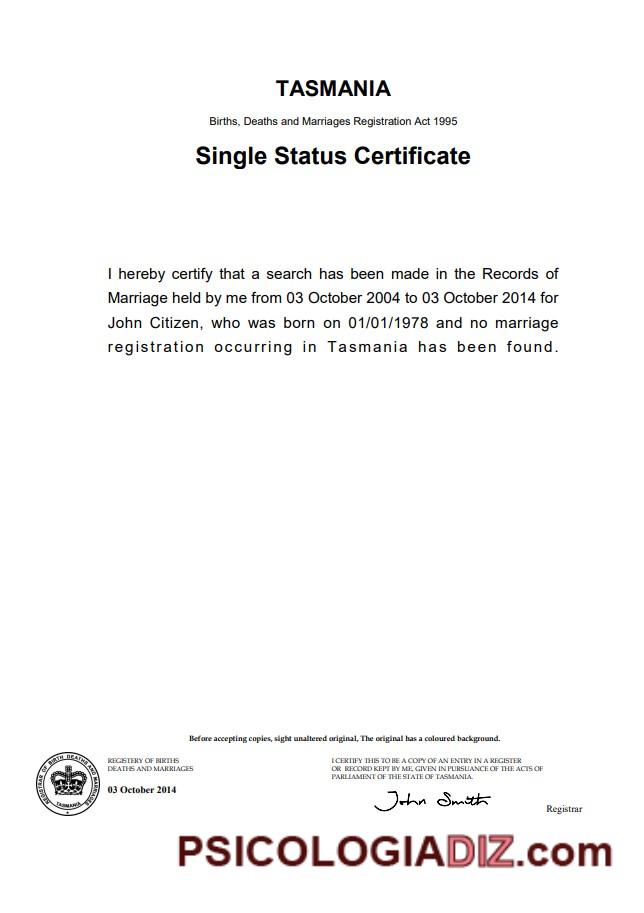 TASMANIA
Births, Deaths and Marriages Registration Act 1995
Single Status Certificate
I hereby certify that a search has been made in the Records of
Marriage held by me from 03 October 2004 to 03 October 2014 for
John Citizen, who was born on 01/01/1978 and no marriage
registration occurring in Tasmania has been found.
Before accepting copies, sight unaltered original, The original has a coloured background.
REGISTRAR OF BIRTH DEATHS AND MARRIAGES
TASMANIA
REGISTERY OF BIRTHS
DEATHS AND MARRIAGES
03 October 2014
I CERTIFY THIS TO BE A COPY OF AN ENTRY IN A REGISTER
OR RECORD KEPT BY ME, GIVEN IN PURSUANCE OF THE ACTS OF
PARLIAMENT OF THE STATE OF TASMANIA.
John Smith
Registrar
PSICOLOGIADIZ.com